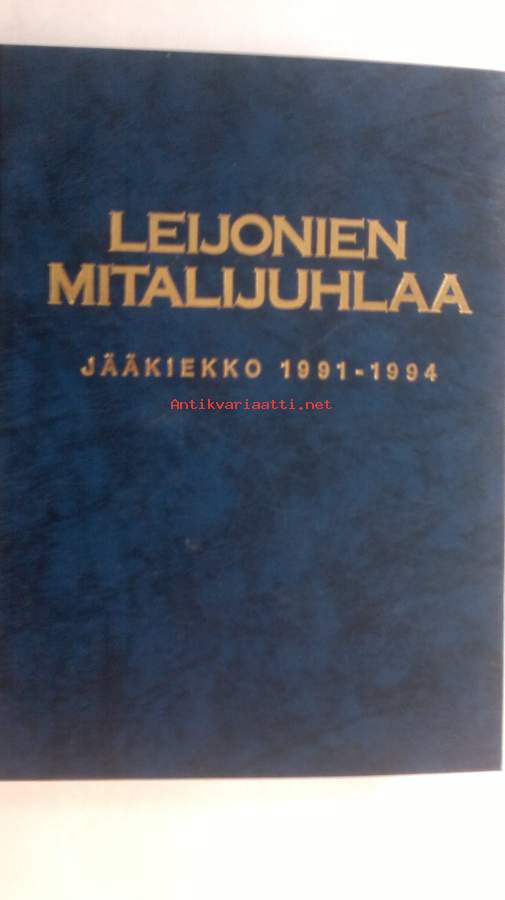 LEIJONIEN
MITALIJUHLAA
JÄÄKIEKKO 1991-1994
Antikvariaatti.net